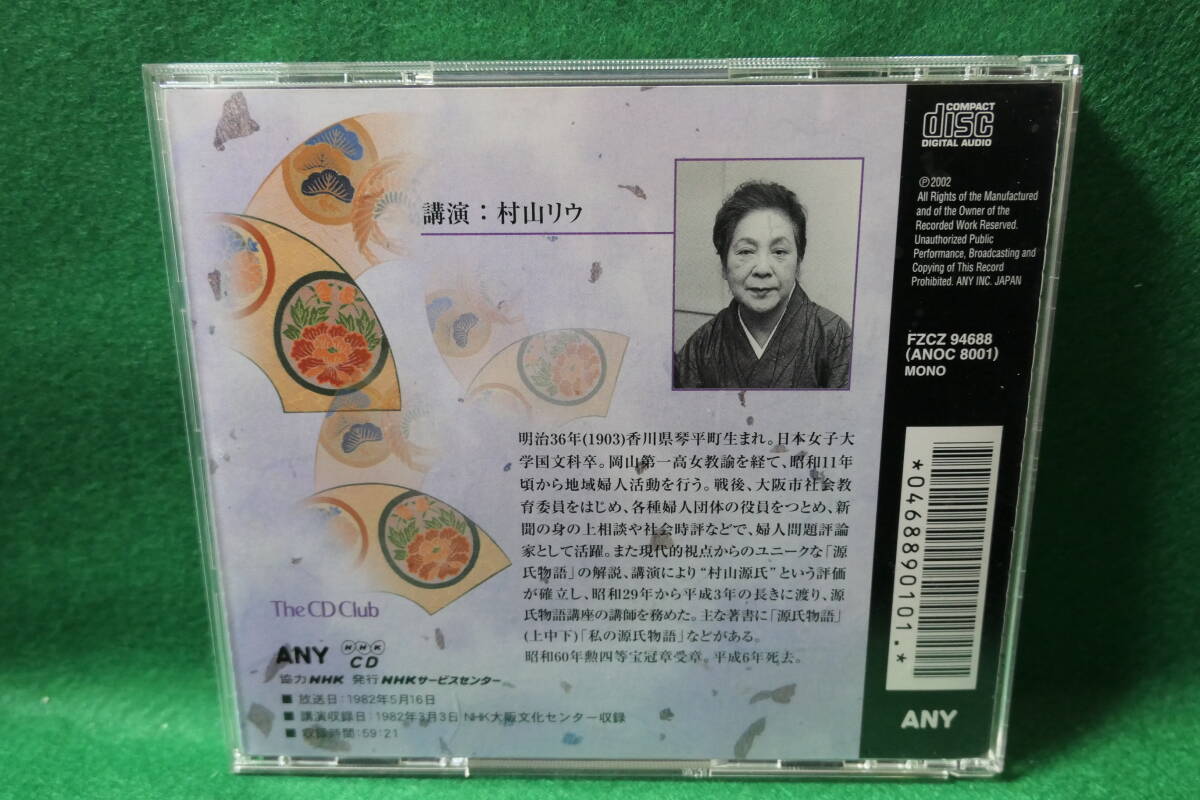 講演：村山リウ
明治36年(1903)香川県琴平町生まれ。日本女子大
学国文科卒。岡山第一高女教諭を経て、昭和11年
頃から地域婦人活動を行う。戦後、大阪市社会教
育委員をはじめ、各種婦人団体の役員をつとめ、新
聞の身の上相談や社会時評などで、婦人問題評論
家として活躍。また現代的視点からのユニークな「源
氏物語」の解説、講演により“村山源氏”という評価
が確立し、昭和29年から平成3年の長きに渡り、源
氏物語講座の講師を務めた。主な著書に「源氏物語」
(上中下)「私の源氏物語」などがある。
昭和60年勲四等宝冠章受章。平成6年死去。
The CD Club
ANY NHK CD
協力 NHK 発行 NHKサービスセンター
■ 放送日：1982年5月16日
■ 講演収録日：1982年3月3日 NHK大阪文化センター収録
■ 収録時間：59:21
COMPACT
disc
DIGITAL AUDIO
℗2002
All Rights of the Manufactured
and of the Owner of the
Recorded Work Reserved.
Unauthorized Public
Performance, Broadcasting and
Copying of This Record
Prohibited. ANY INC. JAPAN
FZCZ 94688
(ANOC 8001)
MONO
*0468890101.*
ANY